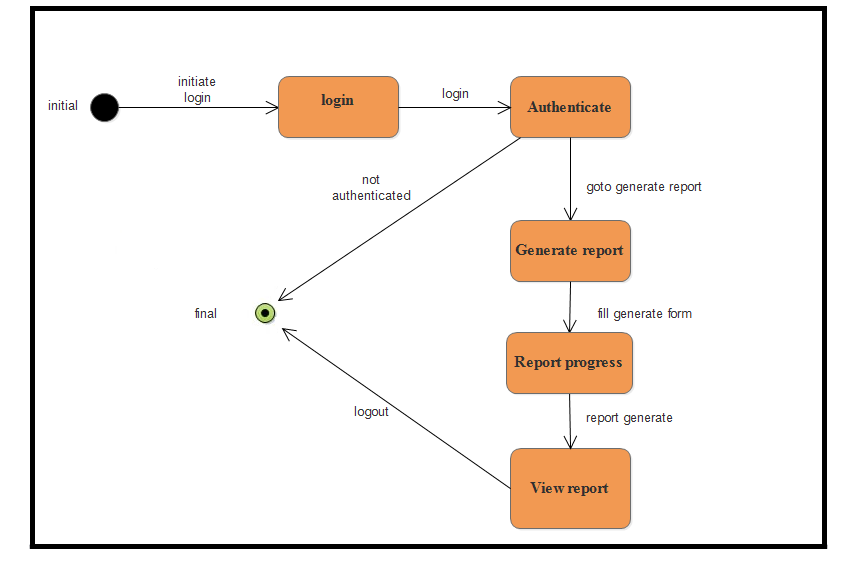 initiate
login
initial
login
login
Authenticate
not
authenticated
goto generate report
Generate report
final
fill generate form
Report progress
logout
report generate
View report